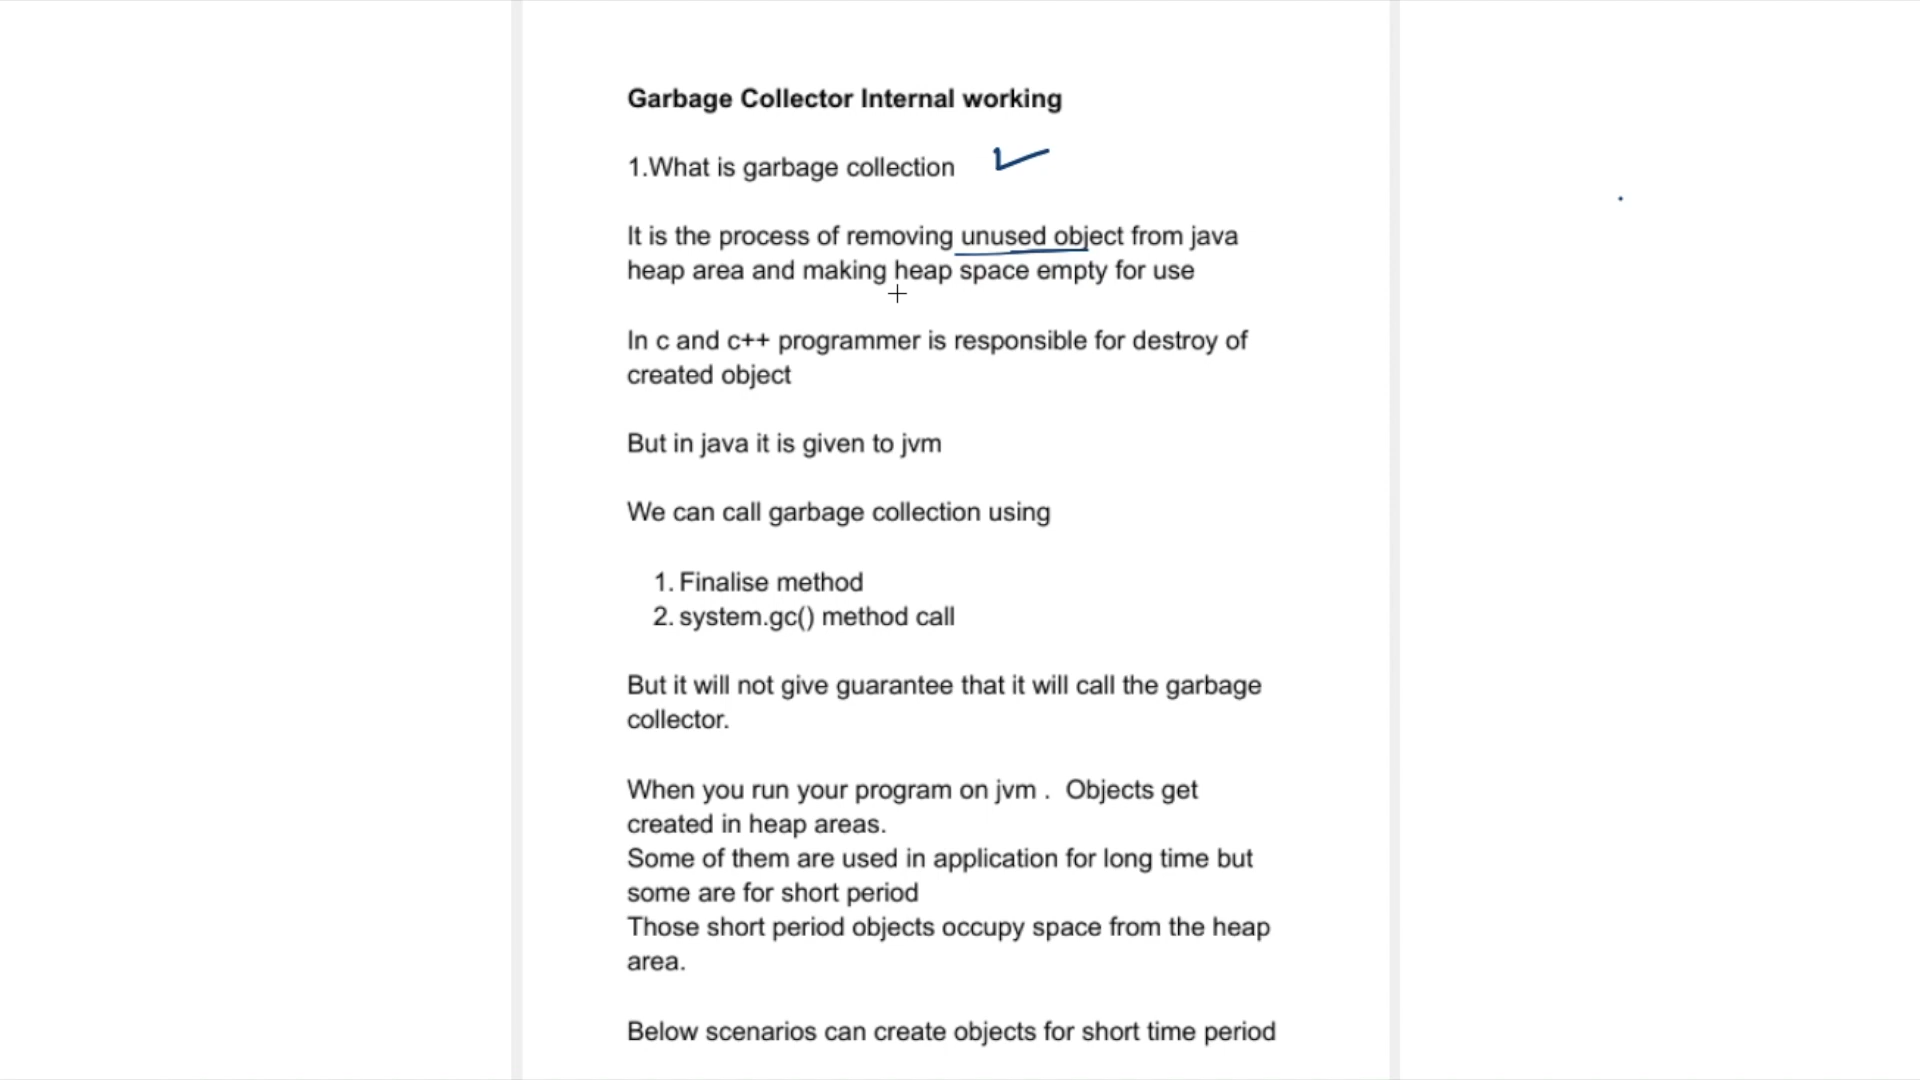 Garbage Collector Internal working
1.What is garbage collection
It is the process of removing unused object from java
heap area and making heap space empty for use
In c and c++ programmer is responsible for destroy of
created object
But in java it is given to jvm
We can call garbage collection using
1. Finalise method
2. system.gc() method call
But it will not give guarantee that it will call the garbage
collector.
When you run your program on jvm .  Objects get
created in heap areas.
Some of them are used in application for long time but
some are for short period
Those short period objects occupy space from the heap
area.
Below scenarios can create objects for short time period